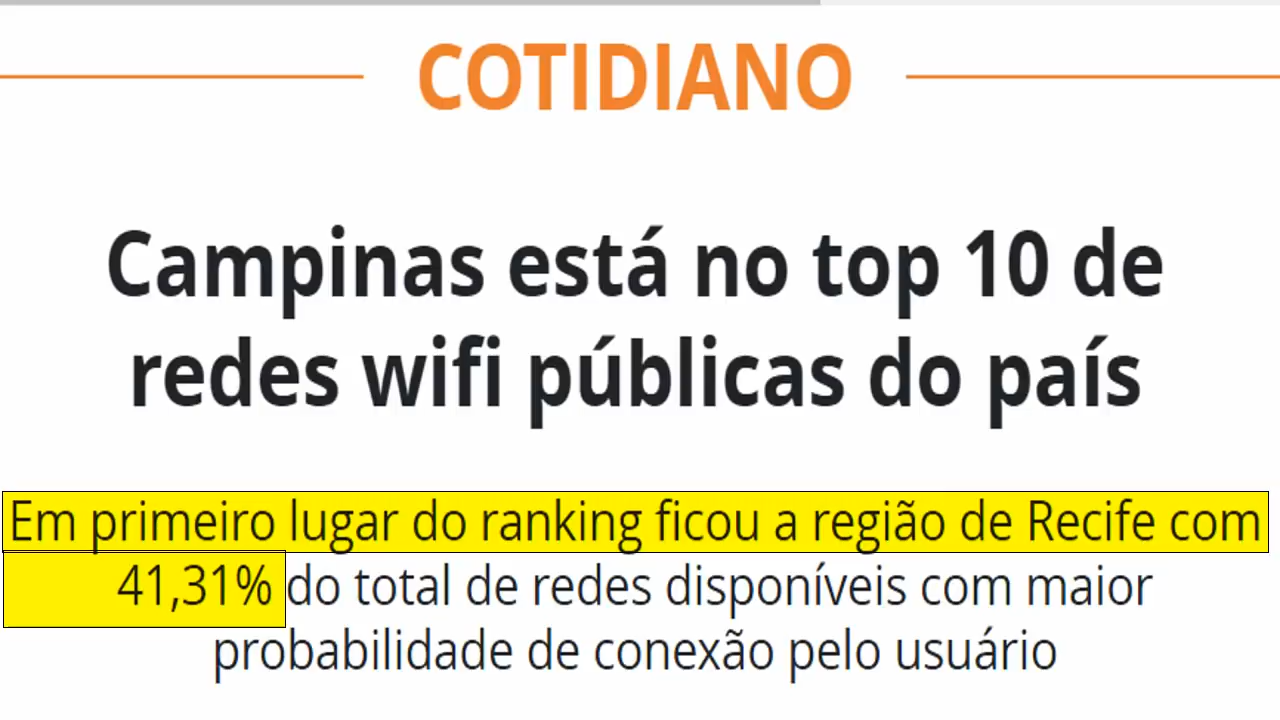 COTIDIANO
Campinas está no top 10 de
redes wifi públicas do país
Em primeiro lugar do ranking ficou a região de Recife com
41,31% do total de redes disponíveis com maior
probabilidade de conexão pelo usuário